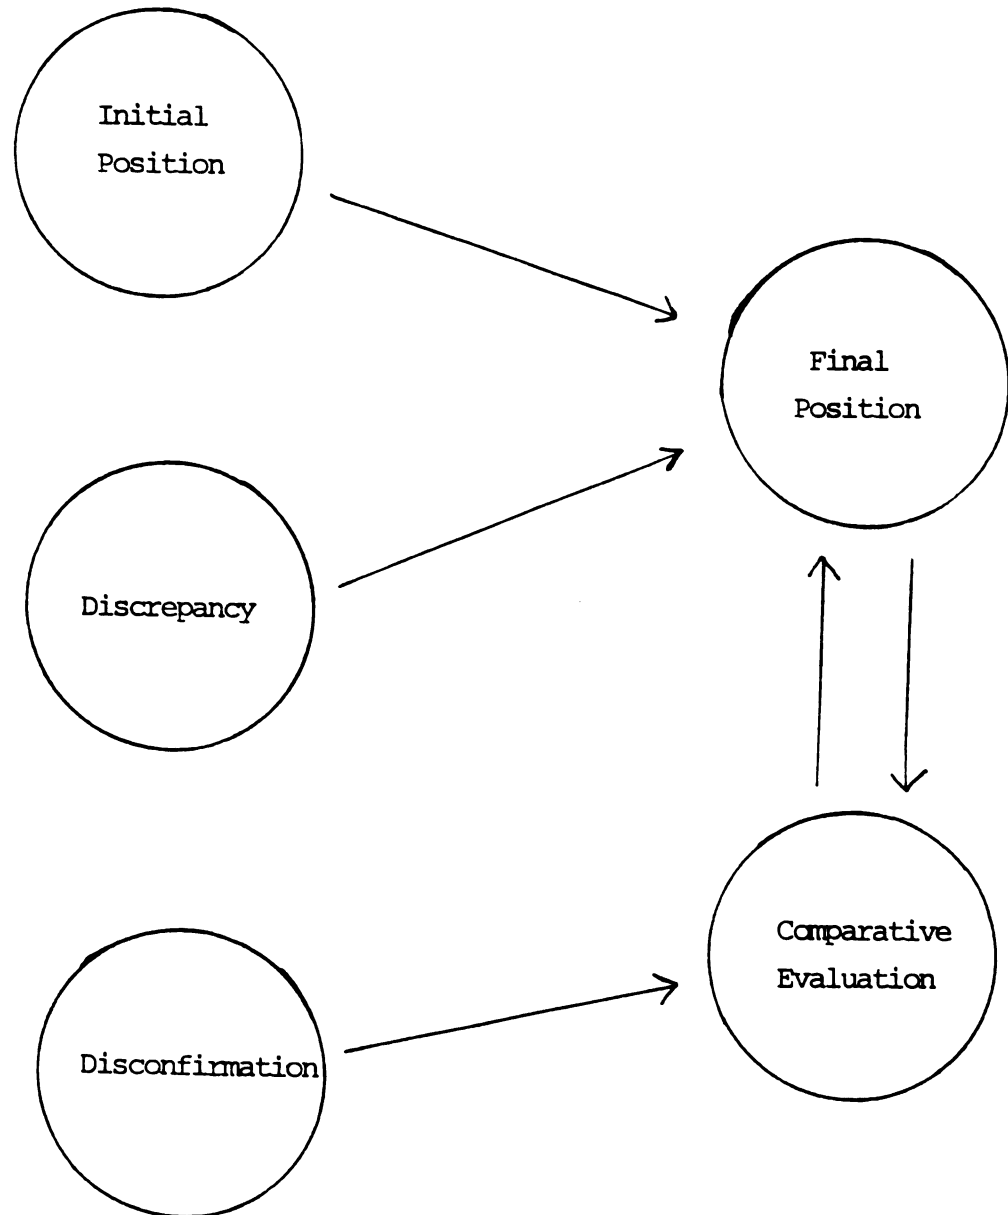 Initial
Position
Final
Position
Discrepancy
Comparative
Evaluation
Disconfirmation